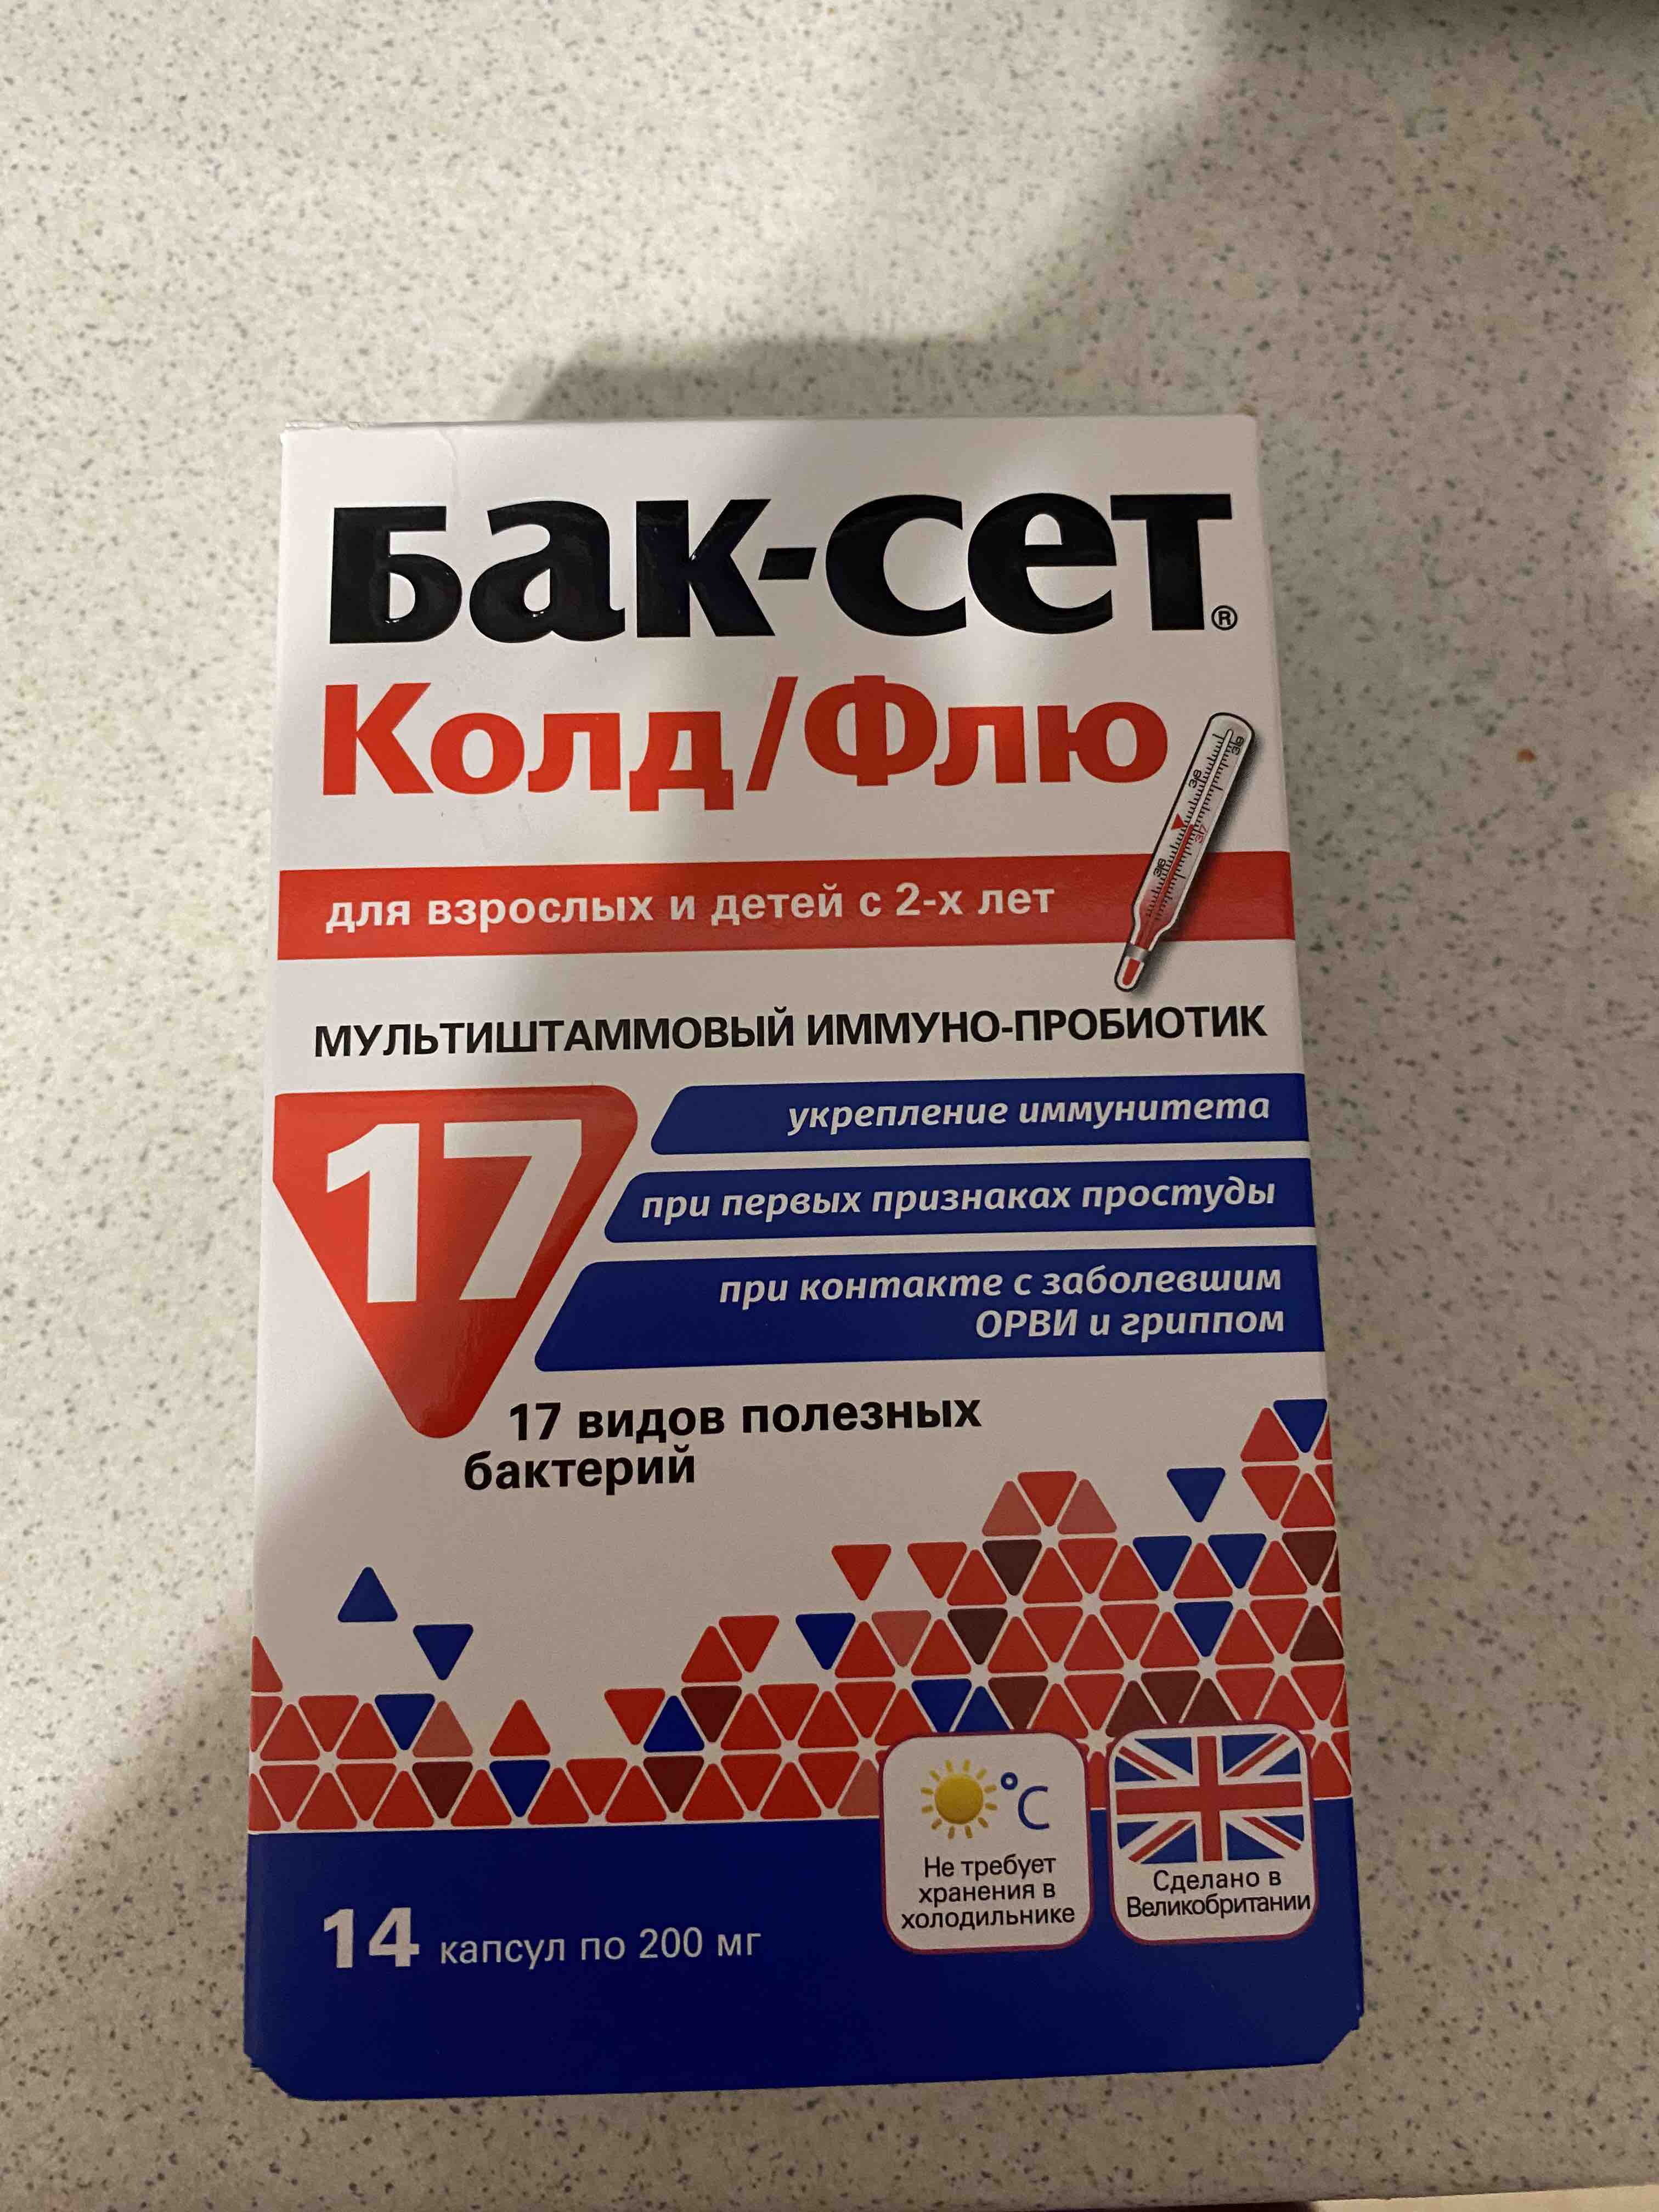 Бак-сет®
Колд/Флю
для взрослых и детей с 2-х лет
МУЛЬТИШТАММОВЫЙ ИММУНО-ПРОБИОТИК
17
укрепление иммунитета
при первых признаках простуды
при контакте с заболевшим
ОРВИ и гриппом
17 видов полезных
бактерий
°C
Не требует
хранения в
холодильнике
Сделано в
Великобритании
14 капсул по 200 мг